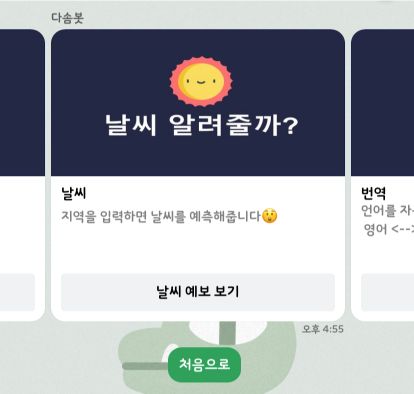 다솜봇
날씨 알려줄까?
날씨
지역을 입력하면 날씨를 예측해줍니다😲
날씨 예보 보기
번역
언어를 자
영어 <-->
오후 4:55
처음으로